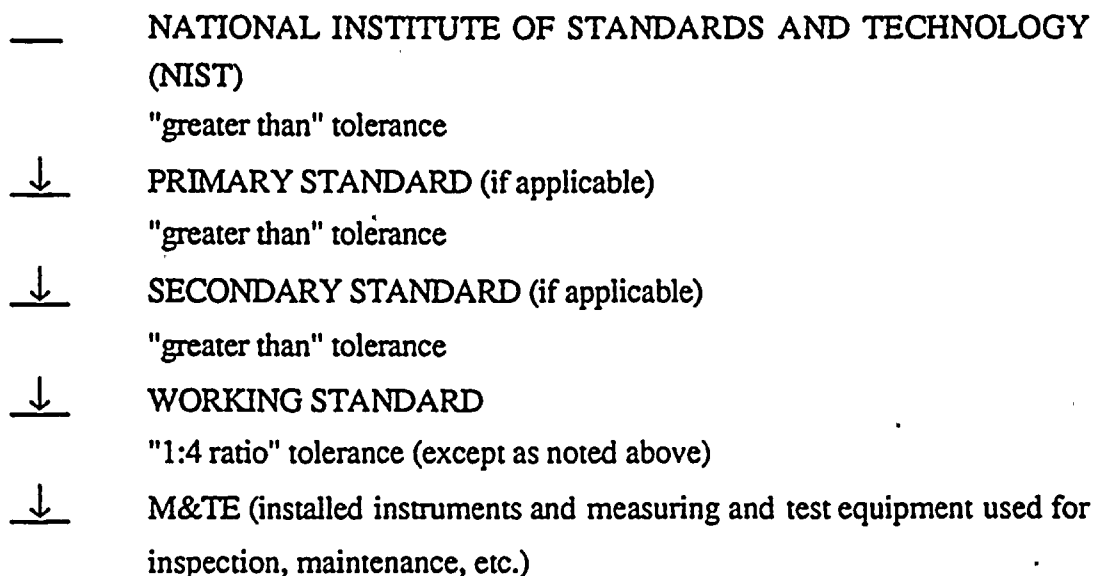 NATIONAL INSTITUTE OF STANDARDS AND TECHNOLOGY
(NIST)
"greater than" tolerance
↓ PRIMARY STANDARD (if applicable)
"greater than" tolerance
↓ SECONDARY STANDARD (if applicable)
"greater than" tolerance
↓ WORKING STANDARD
"1:4 ratio" tolerance (except as noted above)
↓ M&TE (installed instruments and measuring and test equipment used for
inspection, maintenance, etc.)